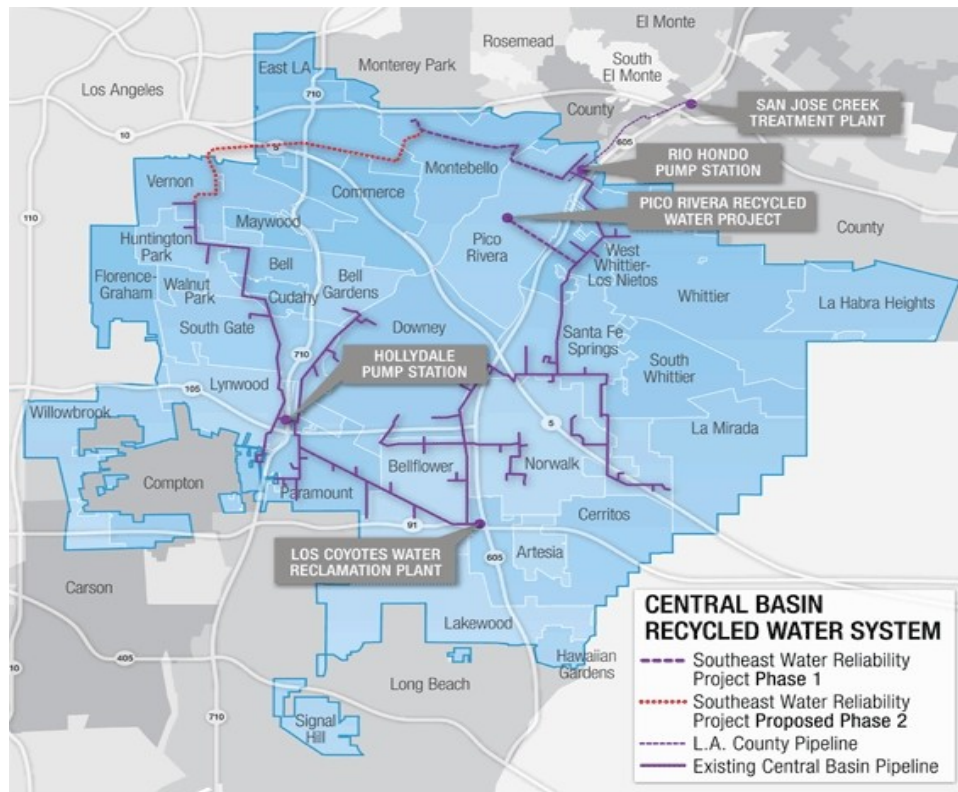 El Monte
Rosemead
South
El Monte
East LA
Monterey Park
Los Angeles
710
County
SAN JOSE CREEK
TREATMENT PLANT
10
5
605
RIO HONDO
PUMP STATION
Vernon
Montebello
Commerce
PICO RIVERA RECYCLED
WATER PROJECT
110
Maywood
Huntington
Park
Pico
Rivera
County
Bell
West
Whittier-
Los Nietos
Florence-
Graham
Walnut
Park
Cudahy
Bell
Gardens
Whittier
La Habra Heights
South Gate
Downey
Santa Fe
Springs
710
HOLLYDALE
PUMP STATION
South
Whittier
105
Lynwood
Willowbrook
5
La Mirada
Compton
Bellflower
Norwalk
Paramount
Cerritos
91
LOS COYOTES WATER
RECLAMATION PLANT
605
Artesia
Carson
Lakewood
405
Hawaiian
Gardens
10
Long Beach
710
Signal
Hill
CENTRAL BASIN
RECYCLED WATER SYSTEM
Southeast Water Reliability
Project Phase 1
Southeast Water Reliability
Project Proposed Phase 2
L.A. County Pipeline
Existing Central Basin Pipeline